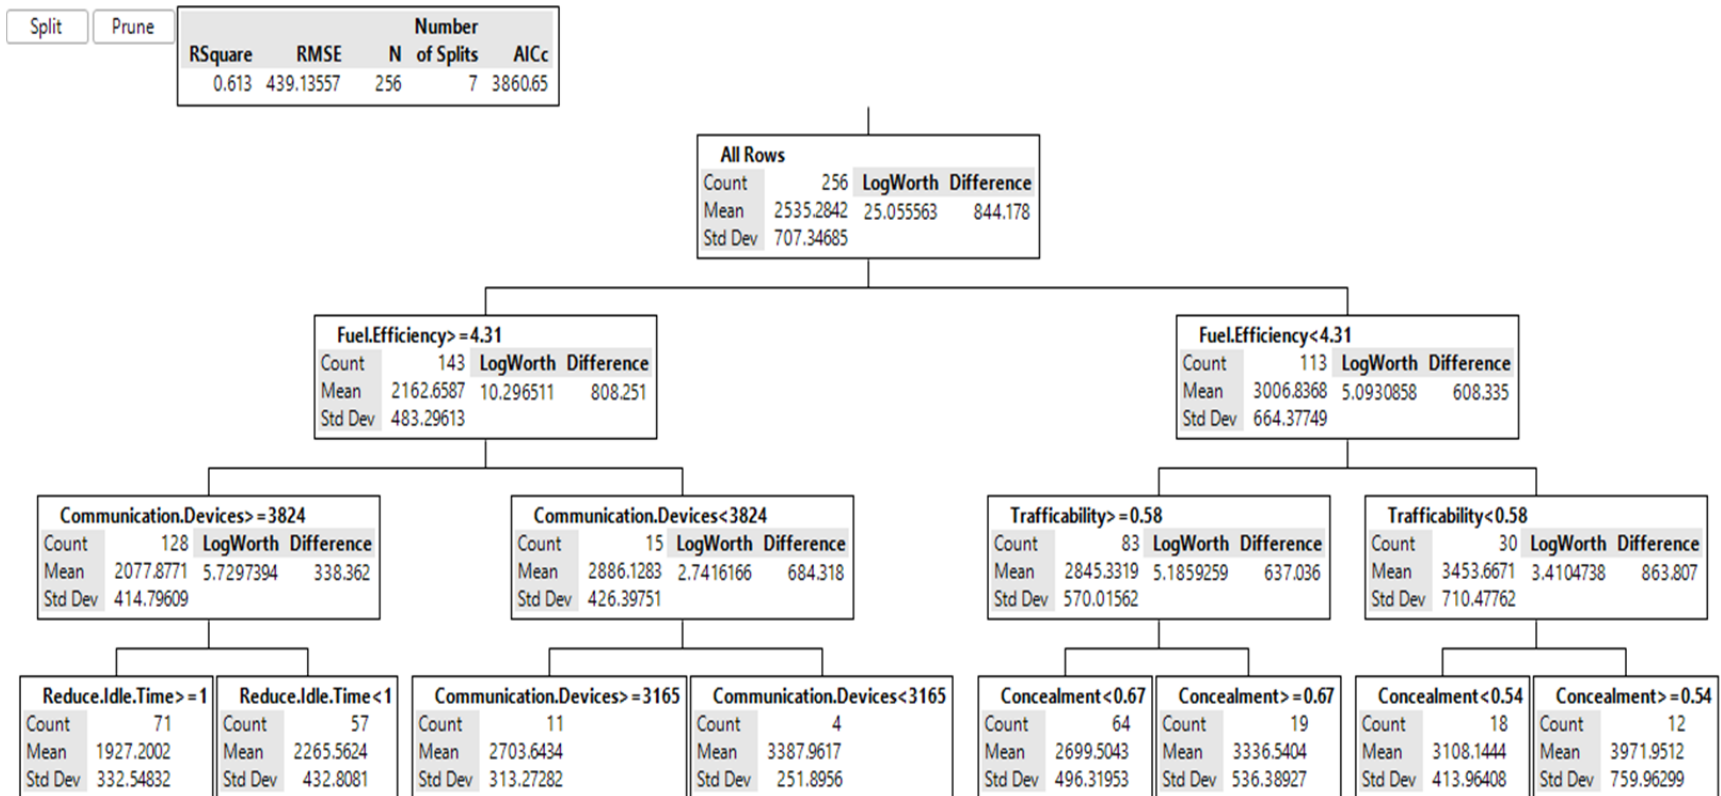 Split Prune
Number
RSquare RMSE N of Splits AICc
0.613 439.13557 256 7 3860.65
All Rows
Count 256 LogWorth Difference
Mean 2535.2842 25.055563 844.178
Std Dev 707.34685
Fuel.Efficiency>=4.31
Count 143 LogWorth Difference
Mean 2162.6587 10.296511 808.251
Std Dev 483.29613
Fuel.Efficiency<4.31
Count 113 LogWorth Difference
Mean 3006.8368 5.0930858 608.335
Std Dev 664.37749
Communication.Devices>=3824
Count 128 LogWorth Difference
Mean 2077.8771 5.7297394 338.362
Std Dev 414.79609
Communication.Devices<3824
Count 15 LogWorth Difference
Mean 2886.1283 2.7416166 684.318
Std Dev 426.39751
Trafficability>=0.58
Count 83 LogWorth Difference
Mean 2845.3319 5.1859259 637.036
Std Dev 570.01562
Trafficability<0.58
Count 30 LogWorth Difference
Mean 3453.6671 3.4104738 863.807
Std Dev 710.47762
Reduce.Idle.Time>=1
Count 71
Mean 1927.2002
Std Dev 332.54832
Reduce.Idle.Time<1
Count 57
Mean 2265.5624
Std Dev 432.8081
Communication.Devices>=3165
Count 11
Mean 2703.6434
Std Dev 313.27282
Communication.Devices<3165
Count 4
Mean 3387.9617
Std Dev 251.8956
Concealment<0.67
Count 64
Mean 2699.5043
Std Dev 496.31953
Concealment>=0.67
Count 19
Mean 3336.5404
Std Dev 536.38927
Concealment<0.54
Count 18
Mean 3108.1444
Std Dev 413.96408
Concealment>=0.54
Count 12
Mean 3971.9512
Std Dev 759.96299